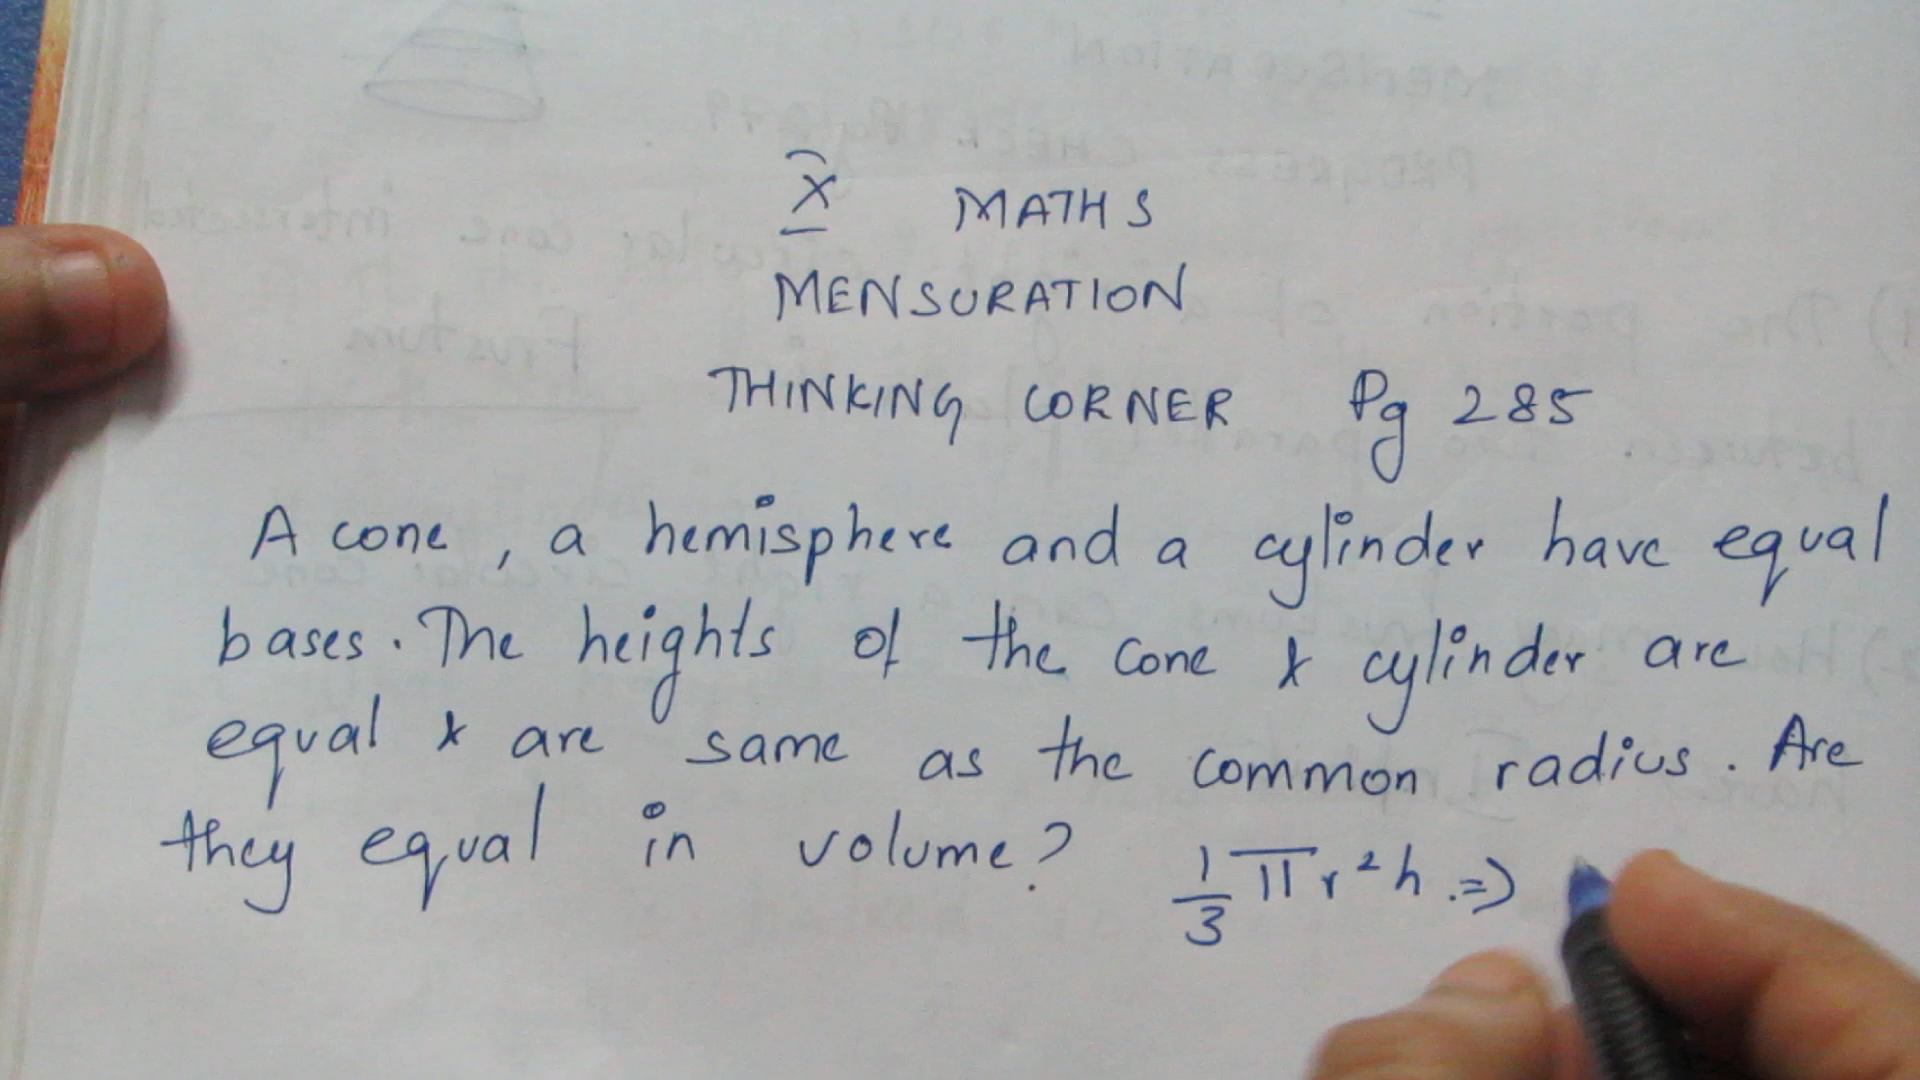 X MATHS
MENSURATION
THINKING CORNER Pg 285
A cone, a hemisphere and a cylinder have equal
bases. The heights of the cone & cylinder are
equal & are same as the common radius. Are
they equal in volume? 1/3 πr²h. ⇒